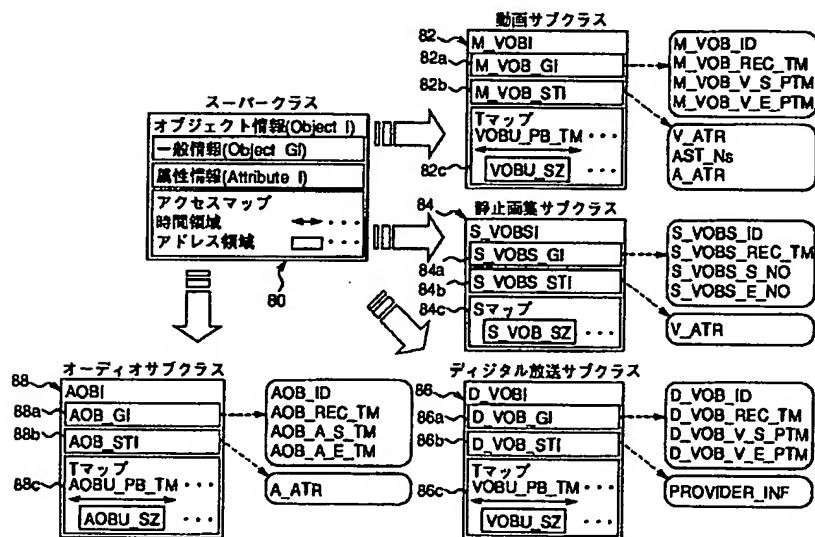 スーパークラス
オブジェクト情報(Object I)
一般情報(Object GI)
属性情報(Attribute I)
アクセスマップ
時間領域 ・・・
アドレス領域 ・・・
80
動画サブクラス
82
M_VOBI
82a
M_VOB_GI
82b
M_VOB_STI
Tマップ
VOBU_PB_TM・・・
82c
VOBU_SZ ・・・
M_VOB_ID
M_VOB_REC_TM
M_VOB_V_S_PTM
M_VOB_V_E_PTM
V_ATR
AST_Ns
A_ATR
静止画集サブクラス
84
S_VOBSI
S_VOBS_GI
84a
84b
S_VOBS_STI
84c
Sマップ
S_VOB_SZ ・・・
S_VOBS_ID
S_VOBS_REC_TM
S_VOBS_S_NO
S_VOBS_E_NO
V_ATR
オーディオサブクラス
88
AOBI
88a
AOB_GI
88b
AOB_STI
Tマップ
88c
AOBU_PB_TM・・・
AOBU_SZ ・・・
AOB_ID
AOB_REC_TM
AOB_A_S_TM
AOB_A_E_TM
A_ATR
ディジタル放送サブクラス
86
D_VOBI
86a
D_VOB_GI
86b
D_VOB_STI
Tマップ
VOBU_PB_TM・・・
86c
VOBU_SZ ・・・
D_VOB_ID
D_VOB_REC_TM
D_VOB_V_S_PTM
D_VOB_V_E_PTM
PROVIDER_INF